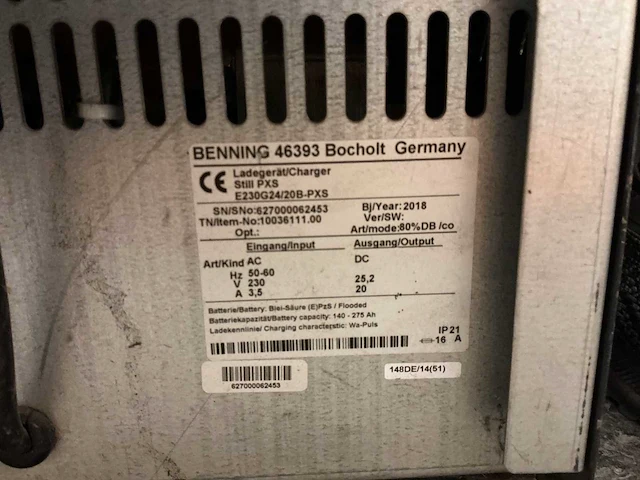 BENNING 46393 Bocholt Germany
CE Ladegerät/Charger
Still PXS
E230G24/20B-PXS
SN/SNo:627000062453 Bj/Year: 2018
TN/Item-No:10036111.00 Ver/SW:
Opt.: Art/mode:80%DB /co
Eingang/Input Ausgang/Output
Art/Kind AC DC
Hz 50-60
V 230 25,2
A 3,5 20
Batterie/Battery: Blei-Säure (E)PzS / Flooded
Batteriekapazität/Battery capacity: 140 - 275 Ah
Ladekennlinie/ Charging characterstic: Wa-Puls
IP 21
16 A
627000062453
148DE/14(51)